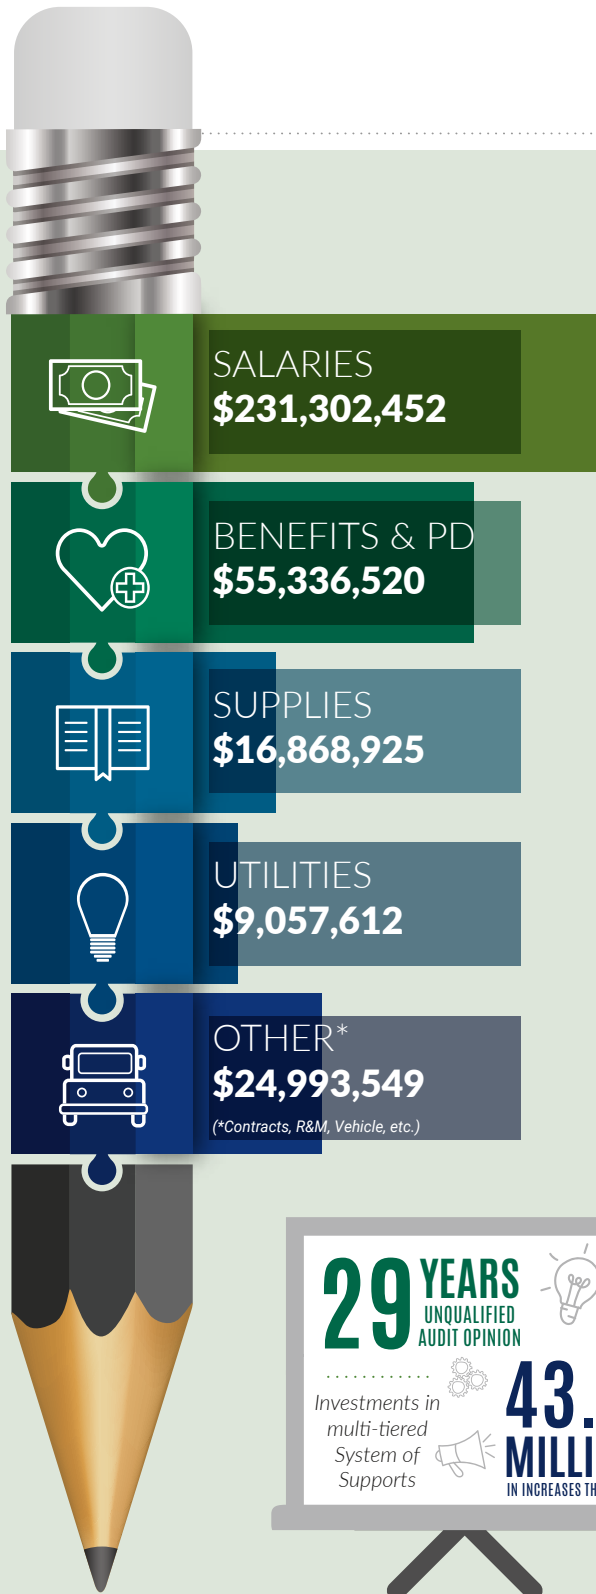 SALARIES
$231,302,452
BENEFITS & PD
$55,336,520
SUPPLIES
$16,868,925
UTILITIES
$9,057,612
OTHER*
$24,993,549
(*Contracts, R&M, Vehicle, etc.)
29 YEARS
UNQUALIFIED
AUDIT OPINION
Investments in
multi-tiered
System of
Supports
43.
MILLI
IN INCREASES TH